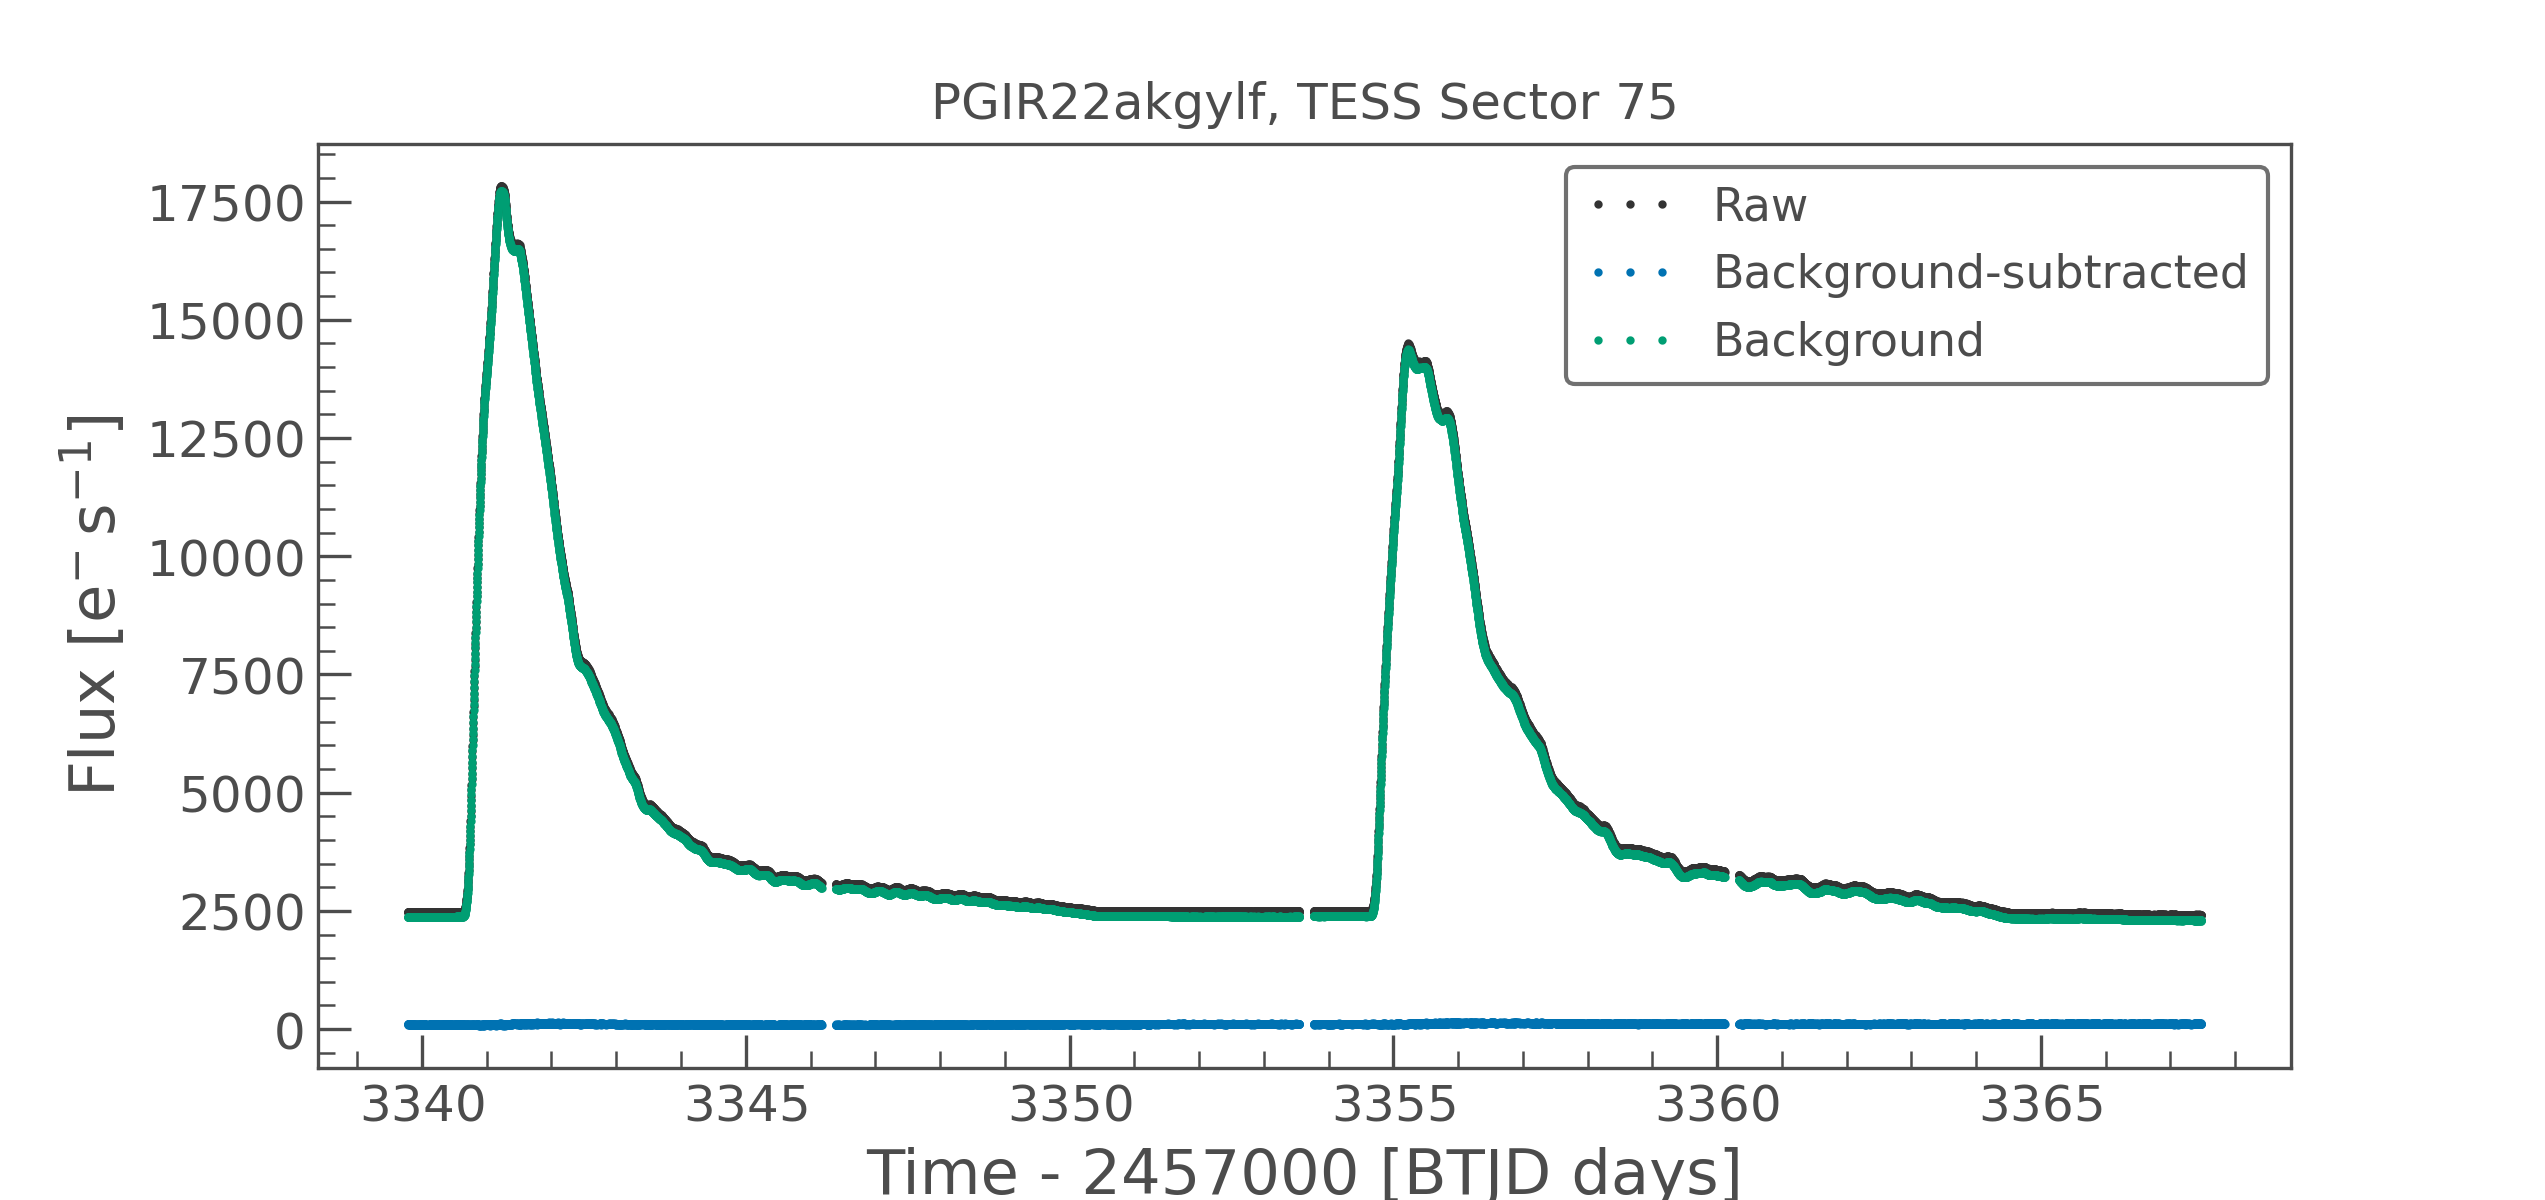 PGIR22akgylf, TESS Sector 75
Raw
Background-subtracted
Background
17500
15000
12500
10000
7500
5000
2500
0
Flux [e⁻ s⁻¹]
3340 3345 3350 3355 3360 3365
Time - 2457000 [BTJD days]